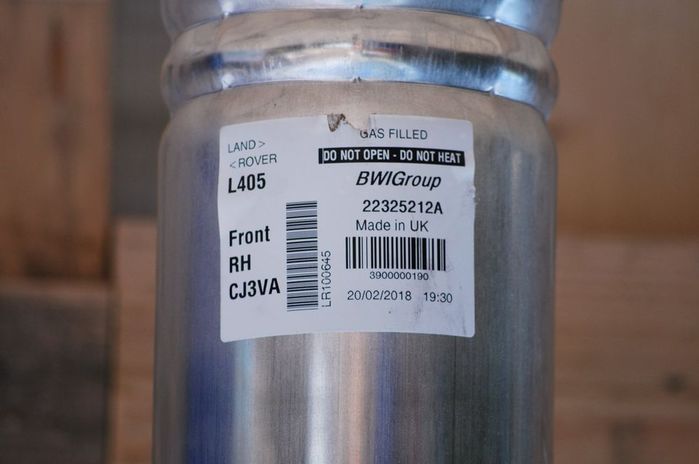 LAND >
< ROVER
L405
Front
RH
CJ3VA
LR100645
GAS FILLED
DO NOT OPEN - DO NOT HEAT
BWIGroup
22325212A
Made in UK
3900000190
20/02/2018 19:30